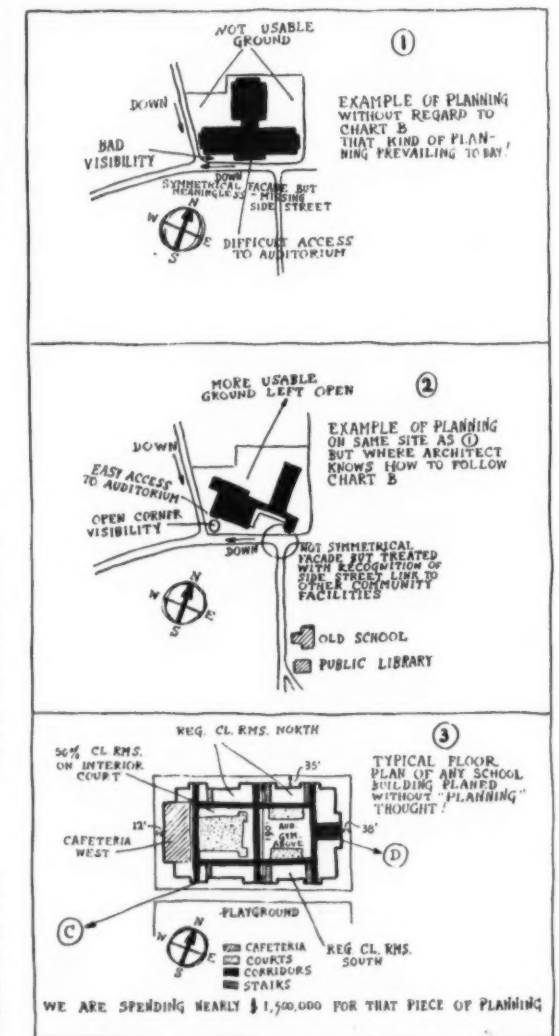 NOT USABLE
GROUND
①
DOWN
BAD
VISIBILITY
DOWN
SYMMETRICAL FACADE BUT
MEANINGLESS - MISSING
SIDE STREET
DIFFICULT ACCESS
TO AUDITORIUM
EXAMPLE OF PLANNING
WITHOUT REGARD TO
CHART B
THAT KIND OF PLAN-
NING PREVAILING TODAY!
N
W
E
S
MORE USABLE
GROUND LEFT OPEN
②
DOWN
EASY ACCESS
TO AUDITORIUM
OPEN CORNER
VISIBILITY
DOWN
EXAMPLE OF PLANNING
ON SAME SITE AS ①
BUT WHERE ARCHITECT
KNOWS HOW TO FOLLOW
CHART B
NOT SYMMETRICAL
FACADE BUT TREATED
WITH RECOGNITION OF
SIDE STREET LINK TO
OTHER COMMUNITY
FACILITIES
N
W
E
S
OLD SCHOOL
PUBLIC LIBRARY
REG. CL. RMS. NORTH
③
50% CL. RMS.
ON INTERIOR
COURT
35'
12'
CAFETERIA
WEST
AND
GYM.
ABOVE
38'
D
C
TYPICAL FLOOR
PLAN OF ANY SCHOOL
BUILDING PLANED
WITHOUT "PLANNING"
THOUGHT!
PLAYGROUND
N
W
E
S
CAFETERIA
COURTS
CORRIDORS
STAIRS
REG. CL. RMS.
SOUTH
WE ARE SPENDING NEARLY $1,500,000 FOR THAT PIECE OF PLANNING